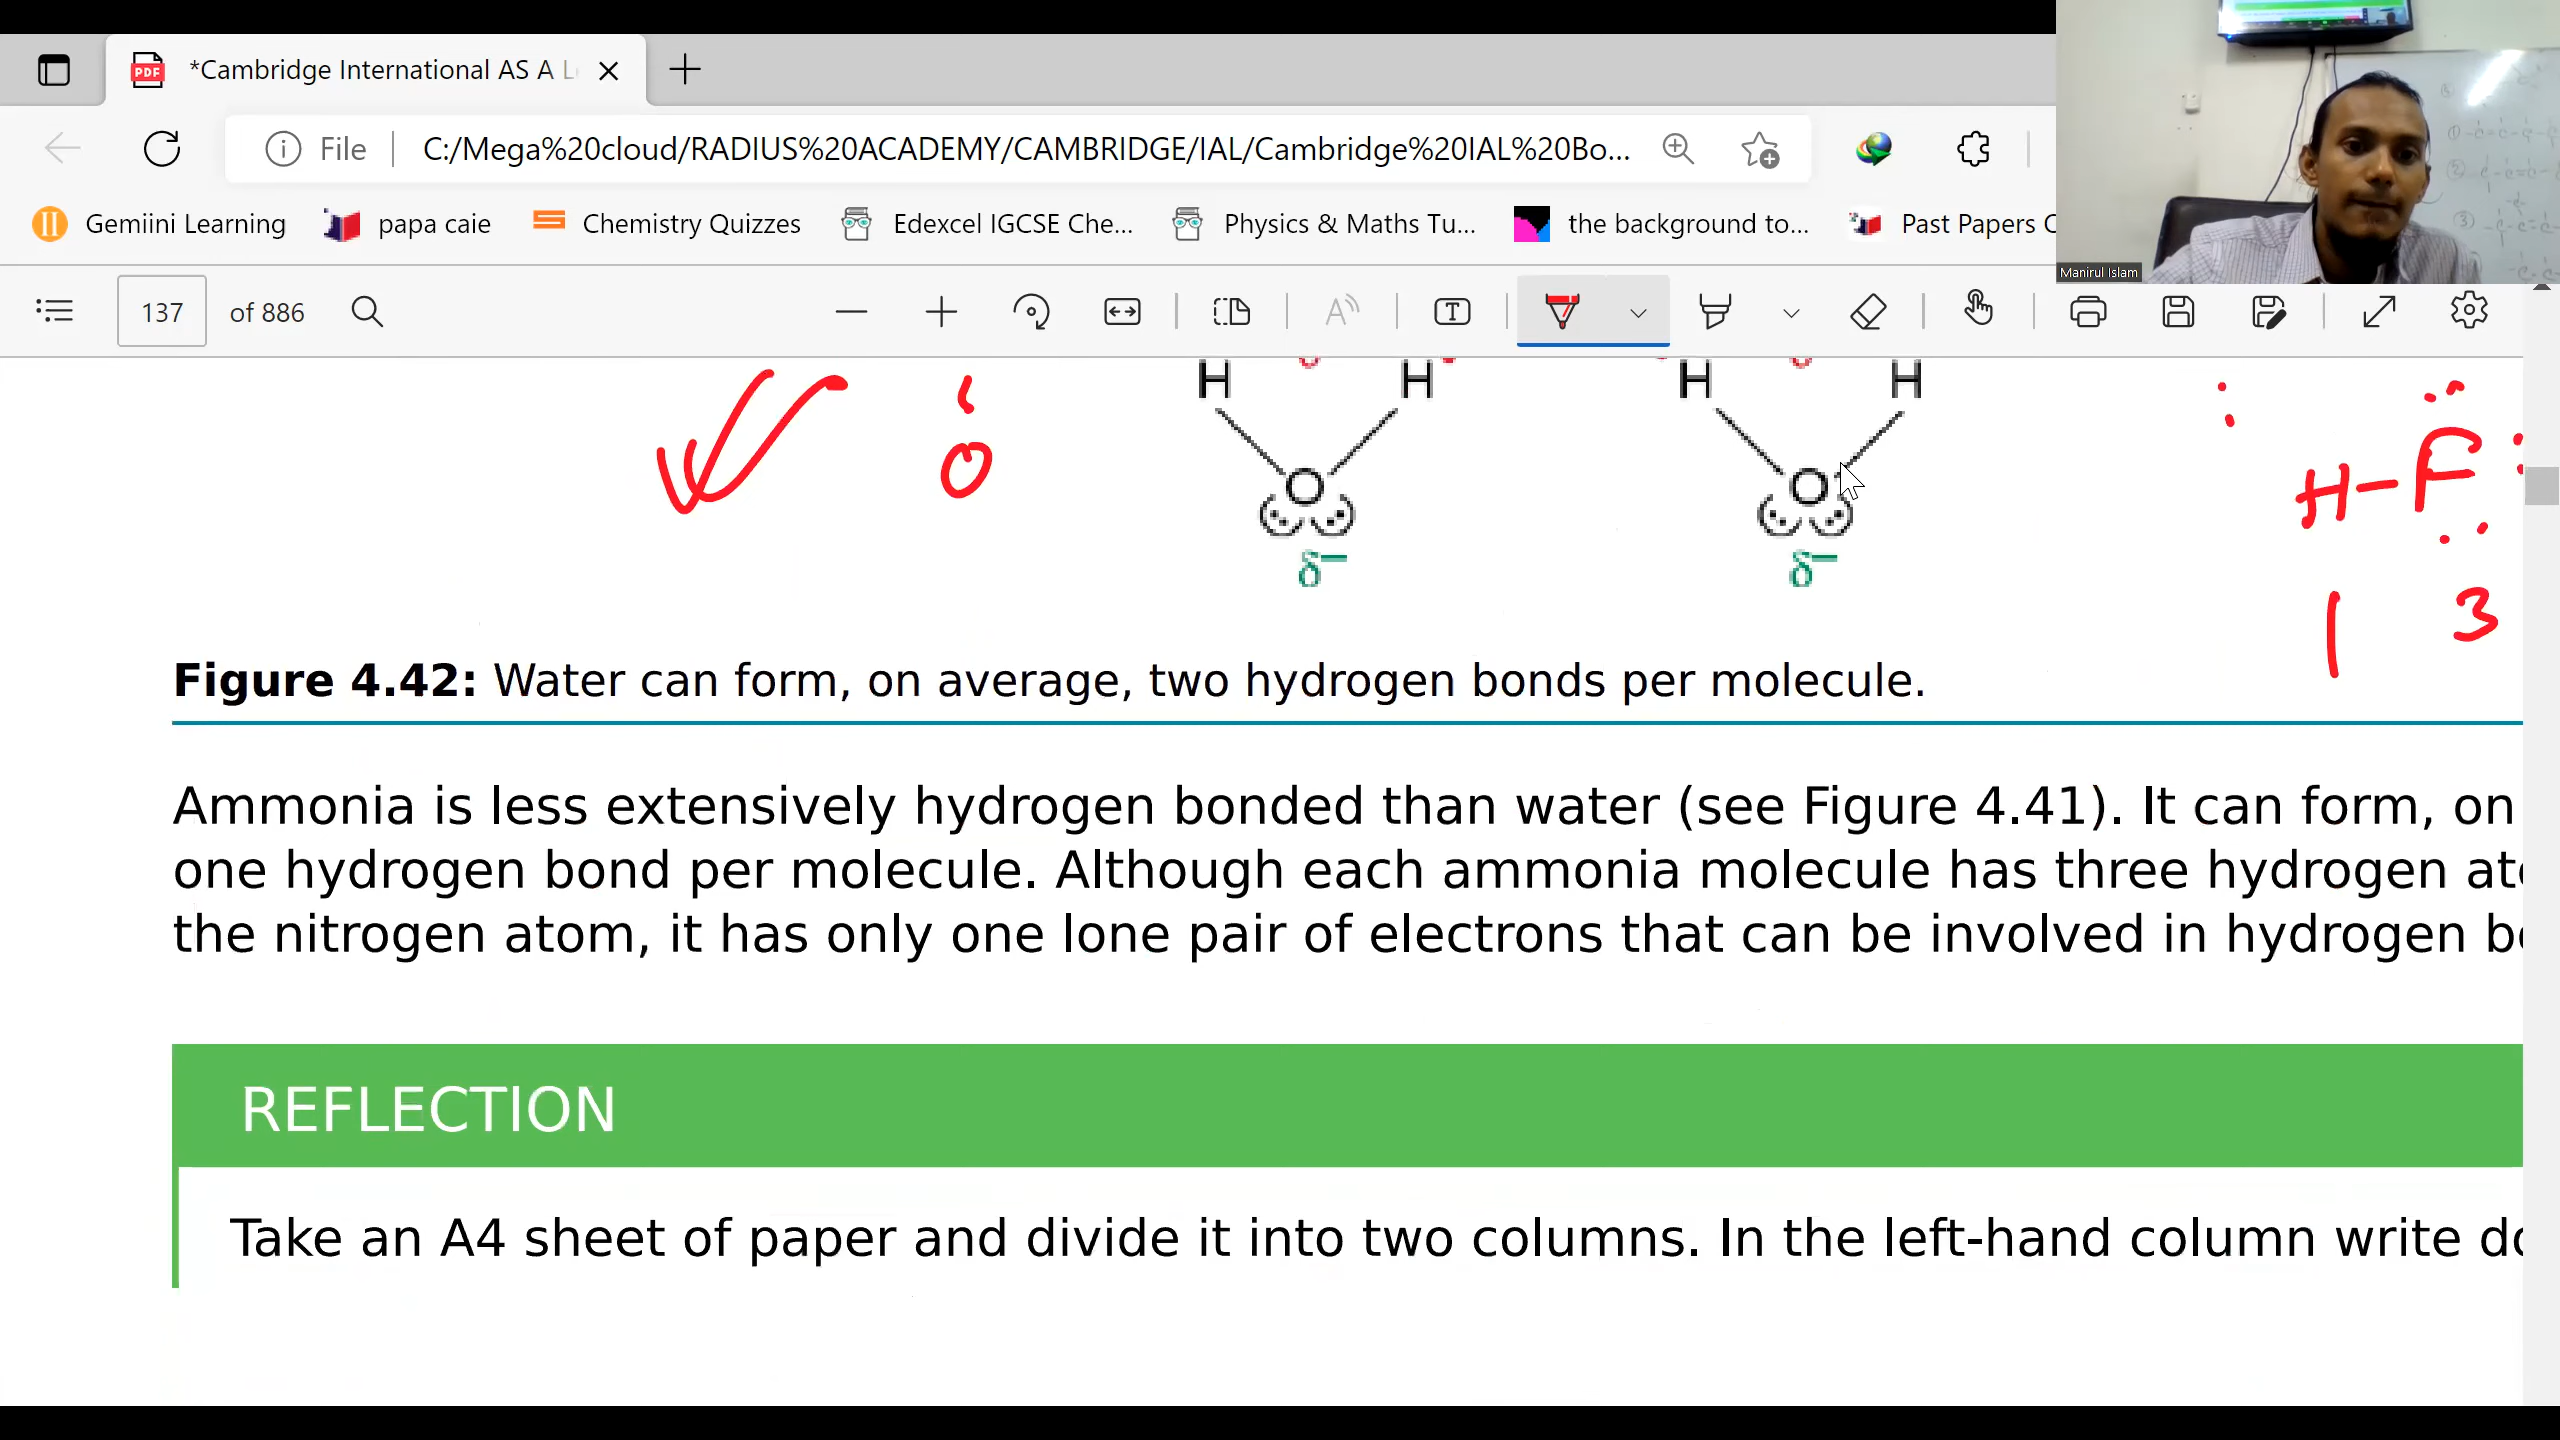 *Cambridge International AS A L
File
C:/Mega%20cloud/RADIUS%20ACADEMY/CAMBRIDGE/IAL/Cambridge%20IAL%20Bo...
Gemiini Learning
papa caie
Chemistry Quizzes
Edexcel IGCSE Che...
Physics & Maths Tu...
the background to...
Past Papers C
Manirul Islam
137 of 886
H H H H
O O O H-F
δ− δ− 1 3
Figure 4.42: Water can form, on average, two hydrogen bonds per molecule.
Ammonia is less extensively hydrogen bonded than water (see Figure 4.41). It can form, on
one hydrogen bond per molecule. Although each ammonia molecule has three hydrogen ato
the nitrogen atom, it has only one lone pair of electrons that can be involved in hydrogen bo
REFLECTION
Take an A4 sheet of paper and divide it into two columns. In the left-hand column write do